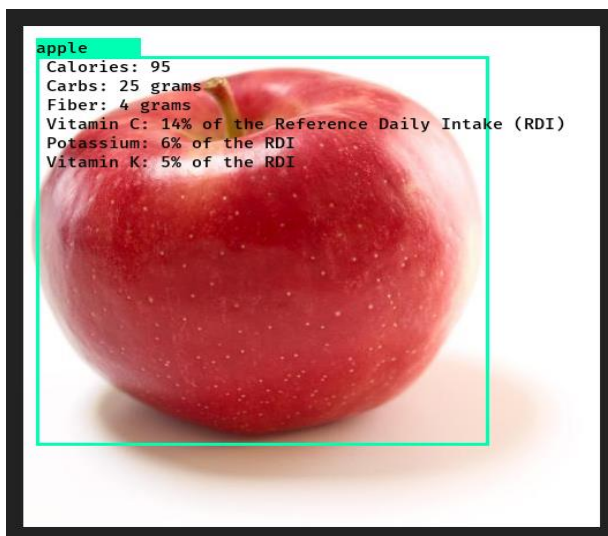 apple
Calories: 95
Carbs: 25 grams
Fiber: 4 grams
Vitamin C: 14% of the Reference Daily Intake (RDI)
Potassium: 6% of the RDI
Vitamin K: 5% of the RDI